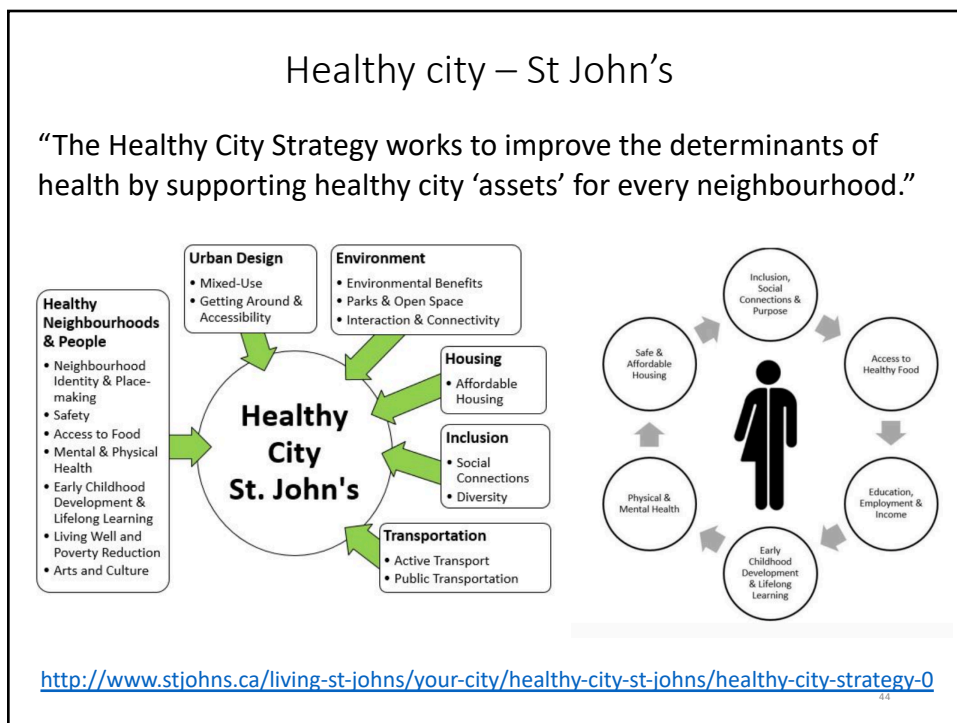 Healthy city – St John’s
“The Healthy City Strategy works to improve the determinants of
health by supporting healthy city ‘assets’ for every neighbourhood.”
Healthy
Neighbourhoods
& People
• Neighbourhood
Identity & Place-
making
• Safety
• Access to Food
• Mental & Physical
Health
• Early Childhood
Development &
Lifelong Learning
• Living Well and
Poverty Reduction
• Arts and Culture
Urban Design
• Mixed-Use
• Getting Around &
Accessibility
Environment
• Environmental Benefits
• Parks & Open Space
• Interaction & Connectivity
Housing
• Affordable
Housing
Inclusion
• Social
Connections
• Diversity
Transportation
• Active Transport
• Public Transportation
Healthy
City
St. John's
Inclusion,
Social
Connections &
Purpose
Access to
Healthy Food
Education,
Employment &
Income
Early
Childhood
Development
& Lifelong
Learning
Physical &
Mental Health
Safe &
Affordable
Housing
http://www.stjohns.ca/living-st-johns/your-city/healthy-city-st-johns/healthy-city-strategy-0
44